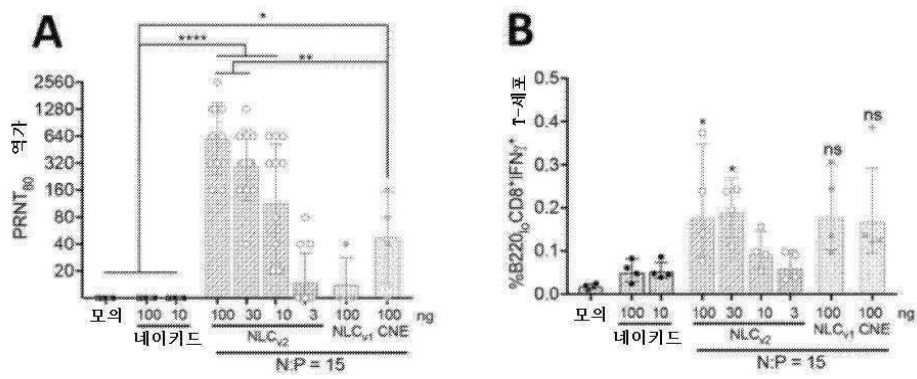 A
*
****
**
PRNT80 역가
2560
1280
640
320
160
80
40
20
모의
100 10
네이키드
100 30 10 3
NLCv2
100 100 ng
NLCv1 CNE
N:P = 15
B
%B220loCD8+IFNγ+ T-세포
0.5
0.4
0.3
0.2
0.1
0.0
* * ns ns
모의
100 10
네이키드
100 30 10 3
NLCv2
100 100 ng
NLCv1 CNE
N:P = 15